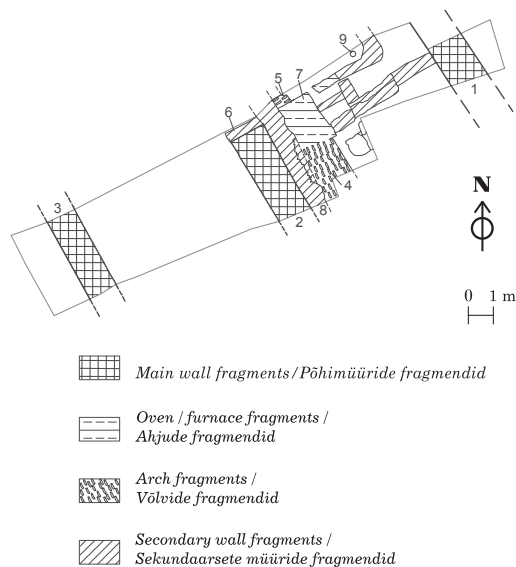 9
5
7
1
6
4
3
2
8
N
0 1 m
Main wall fragments / Põhimüüride fragmendid
Oven / furnace fragments /
Ahjude fragmendid
Arch fragments /
Võlvide fragmendid
Secondary wall fragments /
Sekundaarsete müüride fragmendid